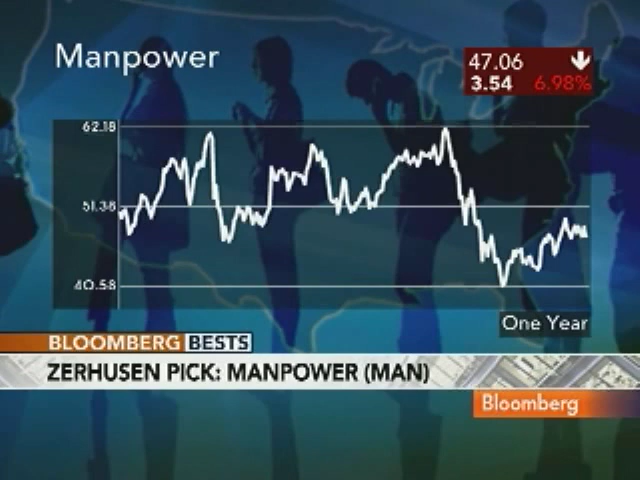 Manpower
47.06
3.54 6.98%
62.18
51.38
40.58
One Year
BLOOMBERG BESTS
ZERHUSEN PICK: MANPOWER (MAN)
Bloomberg